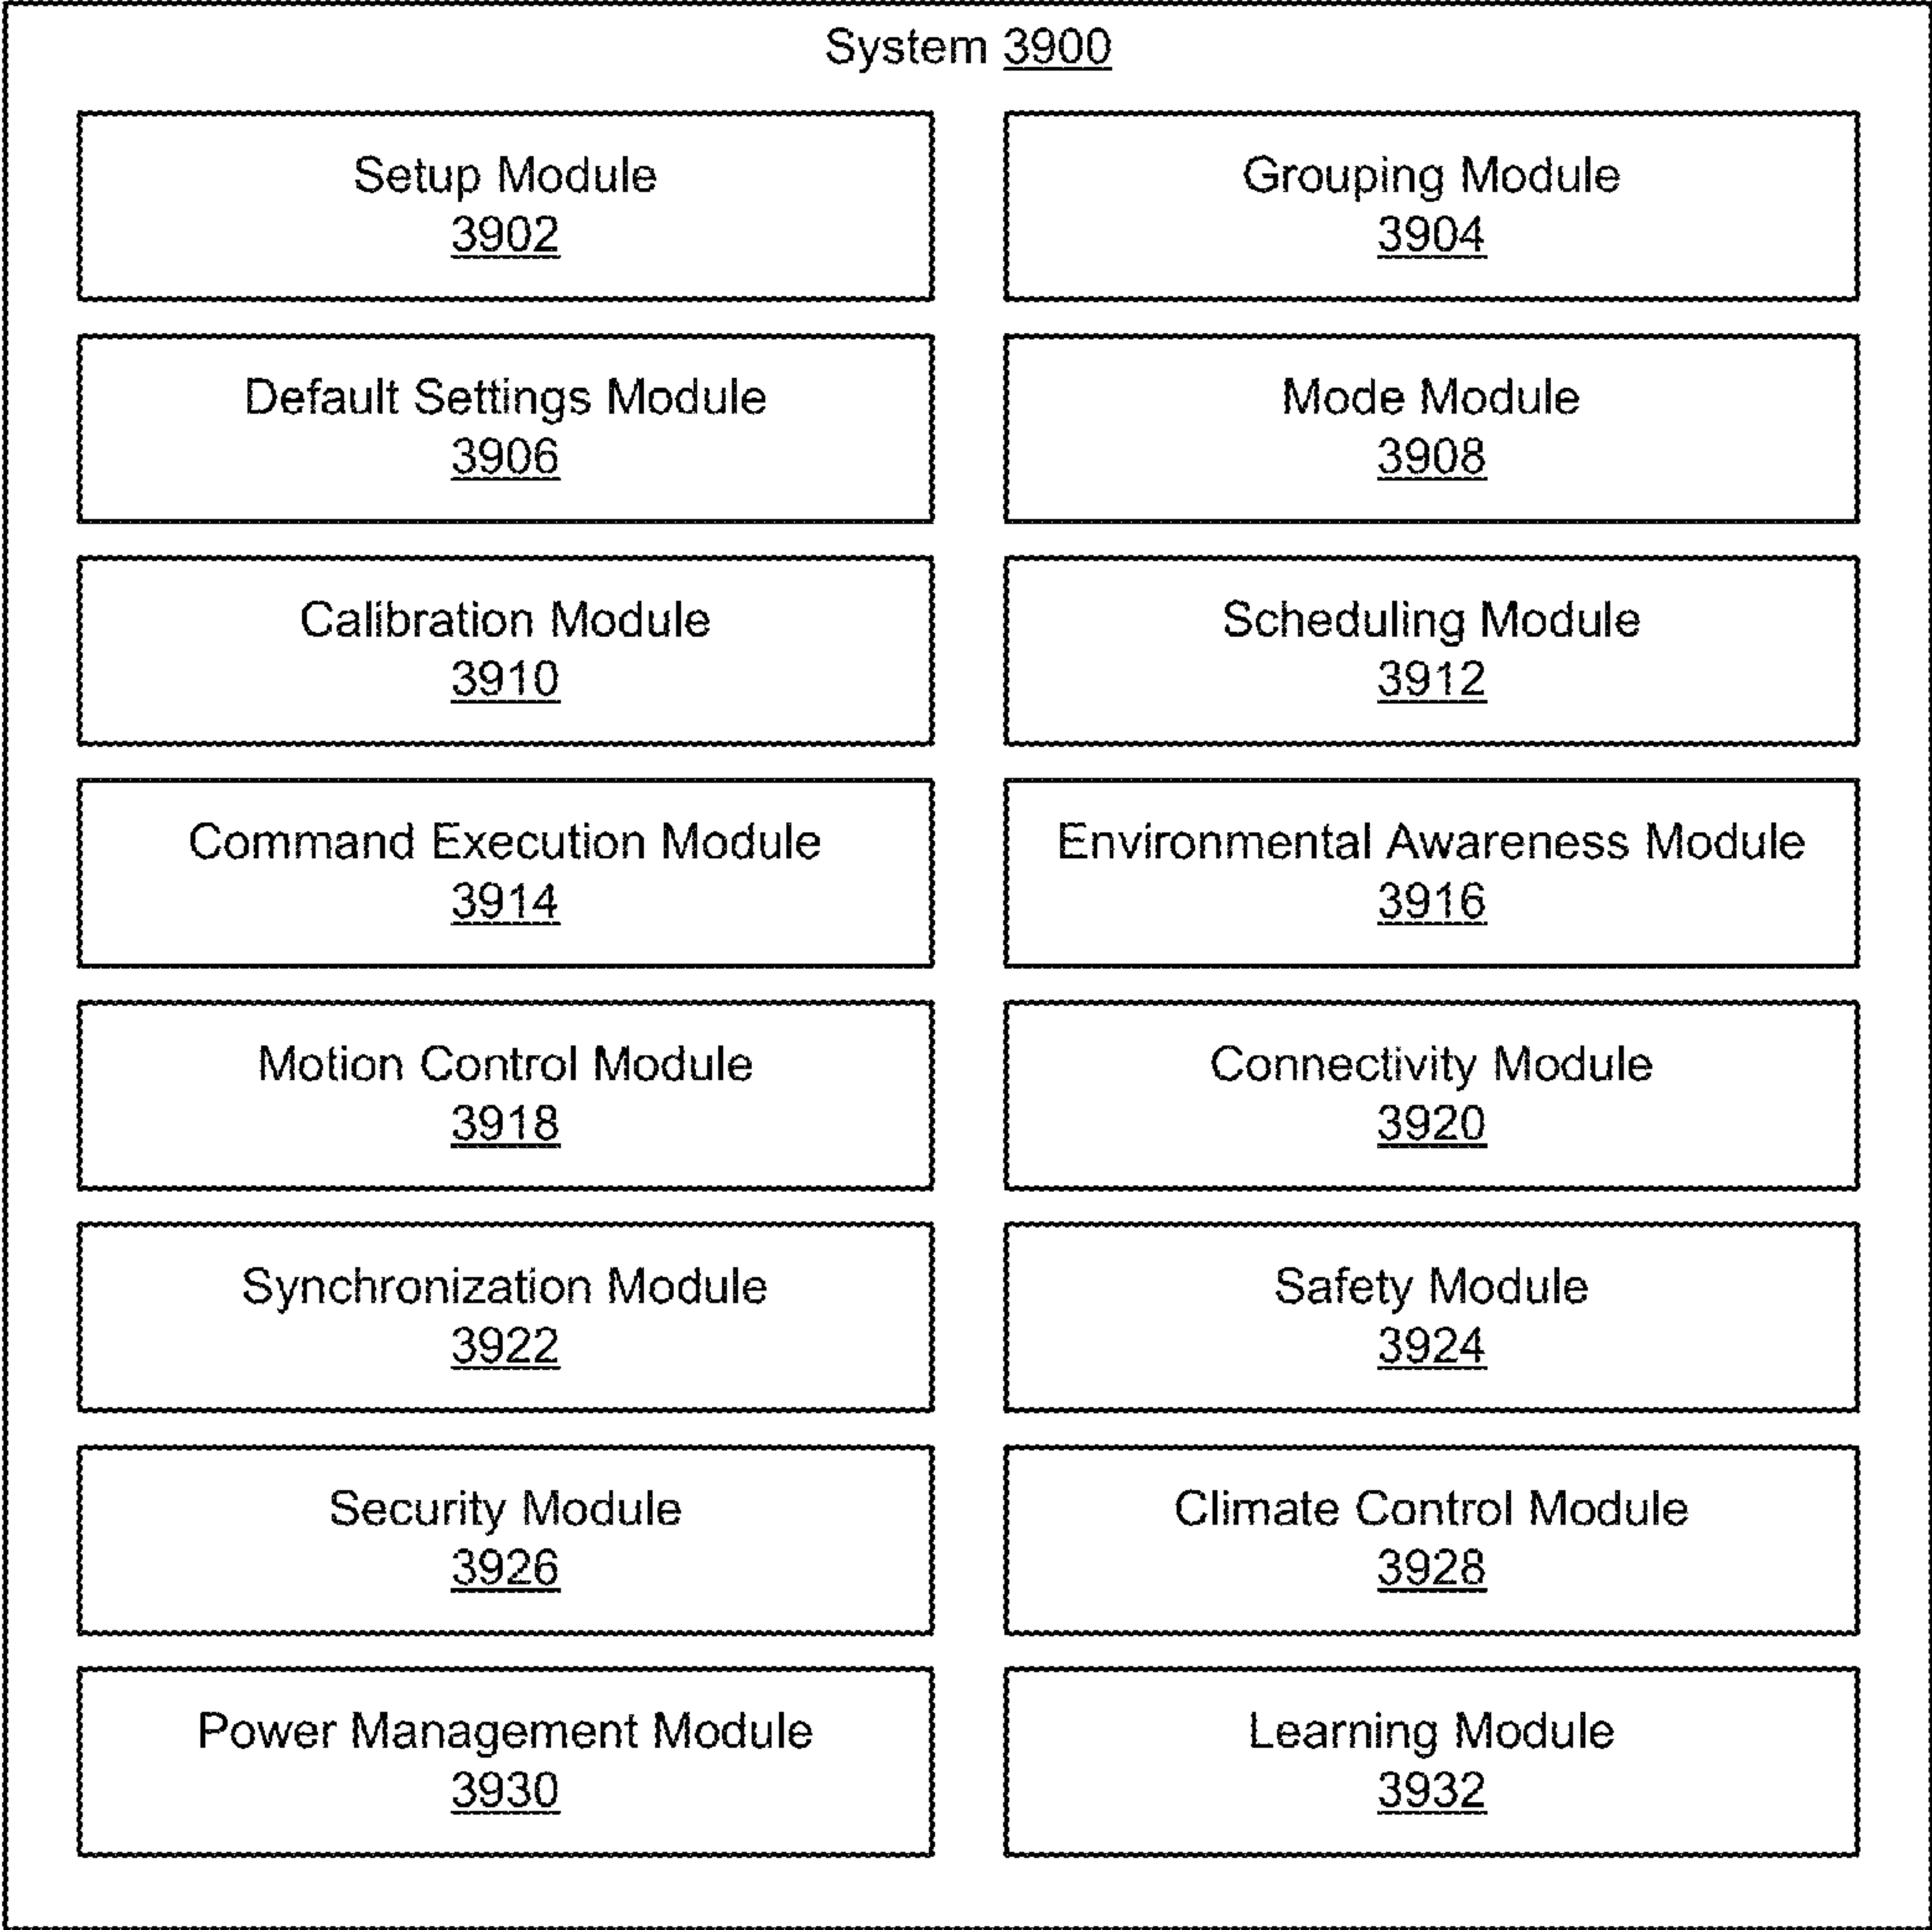 System 3900
Setup Module
3902
Grouping Module
3904
Default Settings Module
3906
Mode Module
3908
Calibration Module
3910
Scheduling Module
3912
Command Execution Module
3914
Environmental Awareness Module
3916
Motion Control Module
3918
Connectivity Module
3920
Synchronization Module
3922
Safety Module
3924
Security Module
3926
Climate Control Module
3928
Power Management Module
3930
Learning Module
3932